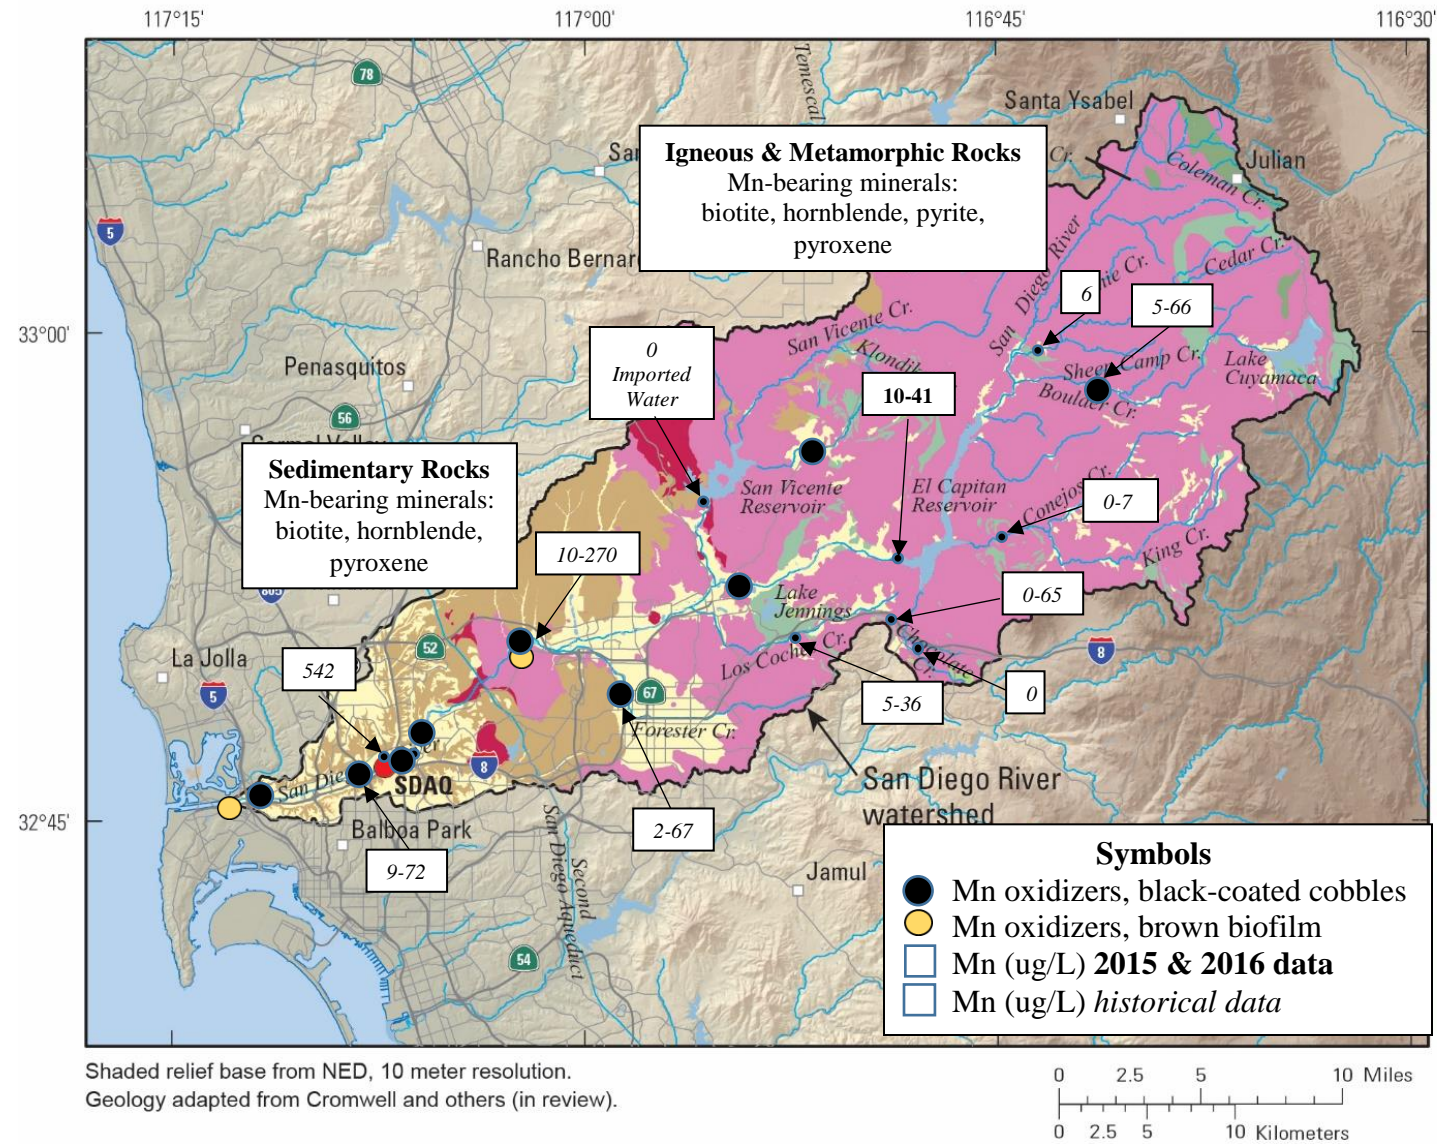 117°15'
117°00'
116°45'
116°30'
78
Temescal
Santa Ysabel
Igneous & Metamorphic Rocks
Mn-bearing minerals:
biotite, hornblende, pyrite,
pyroxene
Cr.
Coleman Cr.
Julian
5
Rancho Bernar
San Diego River
Cr.
Cedar Cr.
6
5-66
33°00'
San Vicente Cr.
0
Imported
Water
Sheep Camp Cr.
Lake
Cuyamaca
Boulder Cr.
Penasquitos
10-41
56
Sedimentary Rocks
Mn-bearing minerals:
biotite, hornblende,
pyroxene
San Vicente
Reservoir
El Capitan
Reservoir
Conejos Cr.
0-7
King Cr.
10-270
805
Lake
Jennings
0-65
52
La Jolla
Los Coches Cr.
Chocolate
Cr.
8
542
5
67
5-36
0
Forester Cr.
8
San Die
er
SDAQ
San Diego River
watershed
32°45'
Balboa Park
2-67
9-72
San Diego Aqueduct
Second
Jamul
54
Symbols
Mn oxidizers, black-coated cobbles
Mn oxidizers, brown biofilm
Mn (ug/L) 2015 & 2016 data
Mn (ug/L) historical data
Shaded relief base from NED, 10 meter resolution.
Geology adapted from Cromwell and others (in review).
0 2.5 5 10 Miles
0 2.5 5 10 Kilometers